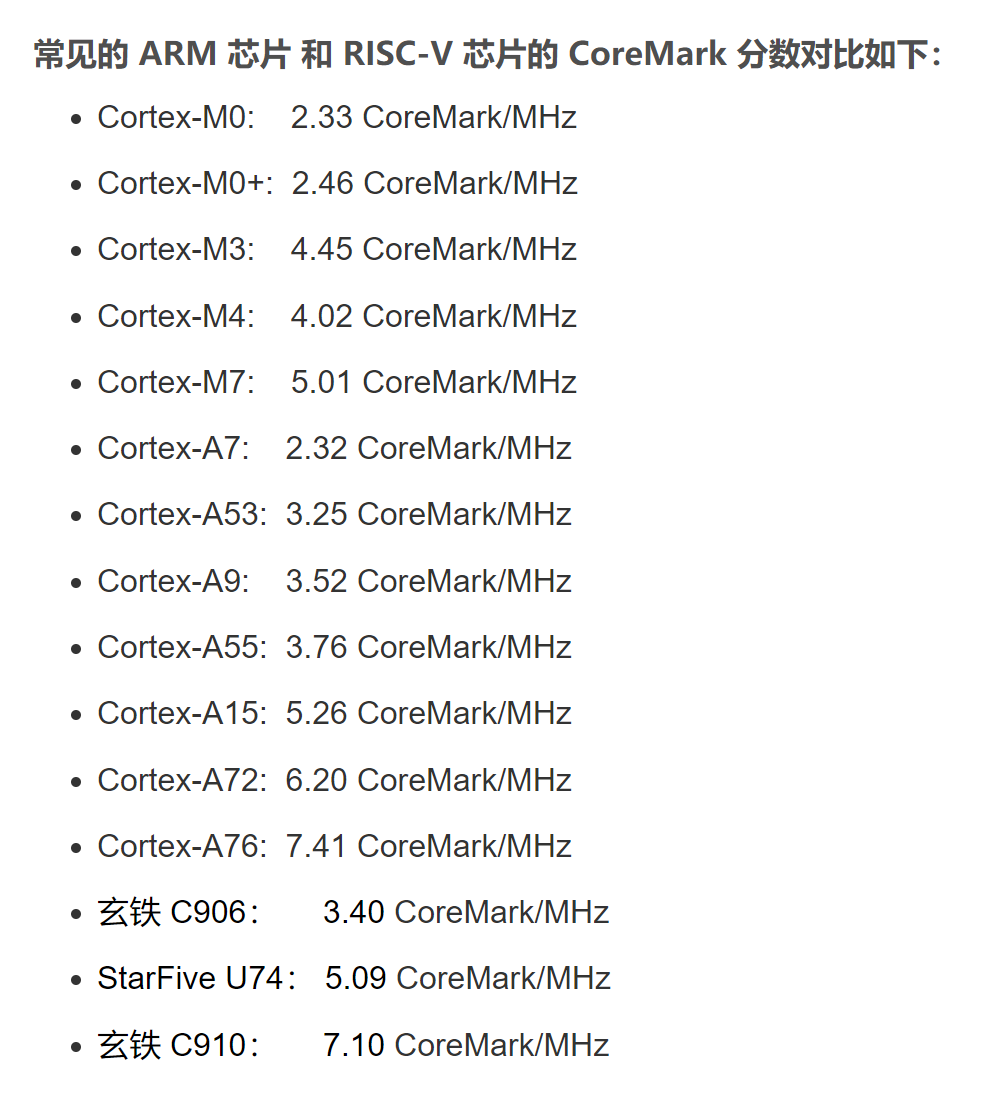 常见的 ARM 芯片 和 RISC-V 芯片的 CoreMark 分数对比如下：
Cortex-M0: 2.33 CoreMark/MHz
Cortex-M0+: 2.46 CoreMark/MHz
Cortex-M3: 4.45 CoreMark/MHz
Cortex-M4: 4.02 CoreMark/MHz
Cortex-M7: 5.01 CoreMark/MHz
Cortex-A7: 2.32 CoreMark/MHz
Cortex-A53: 3.25 CoreMark/MHz
Cortex-A9: 3.52 CoreMark/MHz
Cortex-A55: 3.76 CoreMark/MHz
Cortex-A15: 5.26 CoreMark/MHz
Cortex-A72: 6.20 CoreMark/MHz
Cortex-A76: 7.41 CoreMark/MHz
玄铁 C906： 3.40 CoreMark/MHz
StarFive U74： 5.09 CoreMark/MHz
玄铁 C910： 7.10 CoreMark/MHz